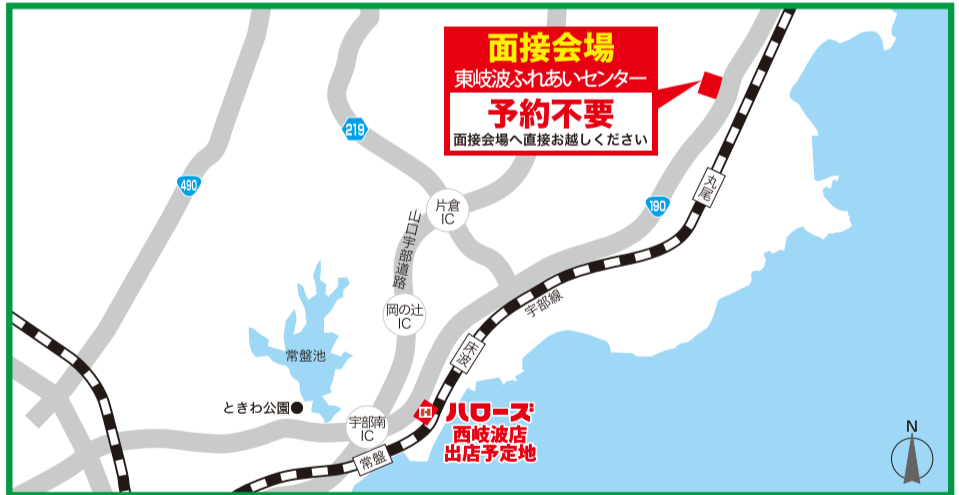 面接会場
東岐波ふれあいセンター
予約不要
面接会場へ直接お越しください
219
490
190
丸尾
片倉
IC
山口宇部道路
岡の辻
IC
宇部線
床波
常盤池
ときわ公園
宇部南
IC
常盤
H
ハローズ
西岐波店
出店予定地
N